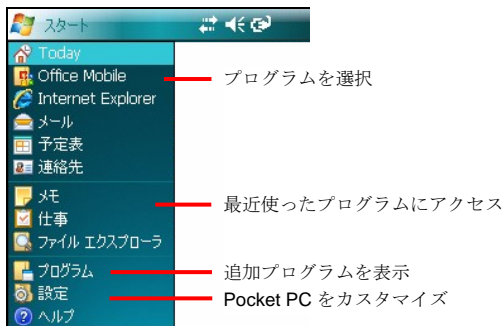 スタート
Today
Office Mobile
プログラムを選択
Internet Explorer
メール
予定表
連絡先
メモ
最近使ったプログラムにアクセス
仕事
ファイル エクスプローラ
プログラム
追加プログラムを表示
設定
Pocket PC をカスタマイズ
ヘルプ